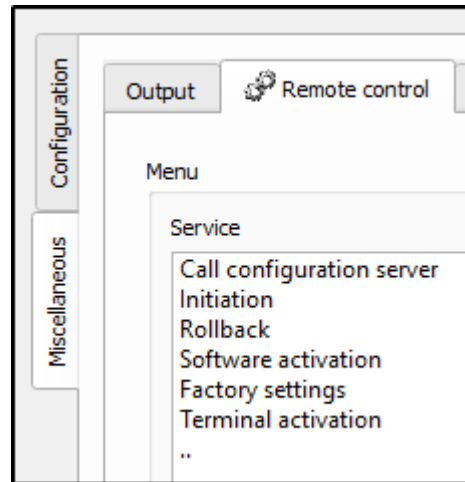 Configuration
Miscellaneous
Output
Remote control
Menu
Service
Call configuration server
Initiation
Rollback
Software activation
Factory settings
Terminal activation
..